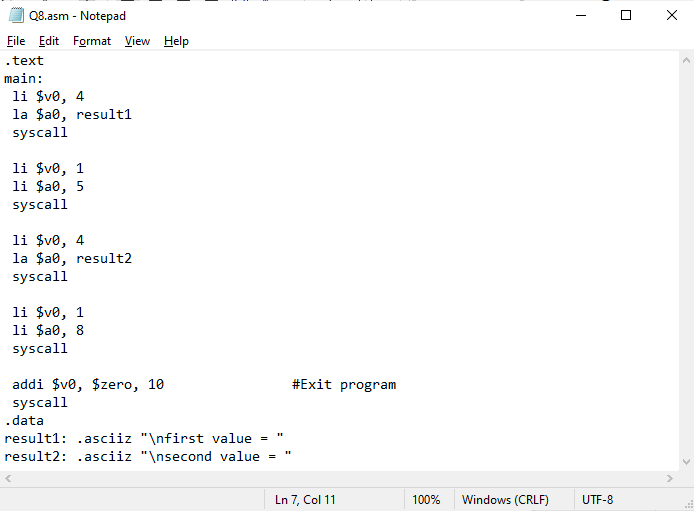 Q8.asm - Notepad
File Edit Format View Help
.text
main:
 li $v0, 4
 la $a0, result1
 syscall

 li $v0, 1
 li $a0, 5
 syscall

 li $v0, 4
 la $a0, result2
 syscall

 li $v0, 1
 li $a0, 8
 syscall

 addi $v0, $zero, 10                #Exit program
 syscall
.data
result1: .asciiz "\nfirst value = "
result2: .asciiz "\nsecond value = "
Ln 7, Col 11 100% Windows (CRLF) UTF-8